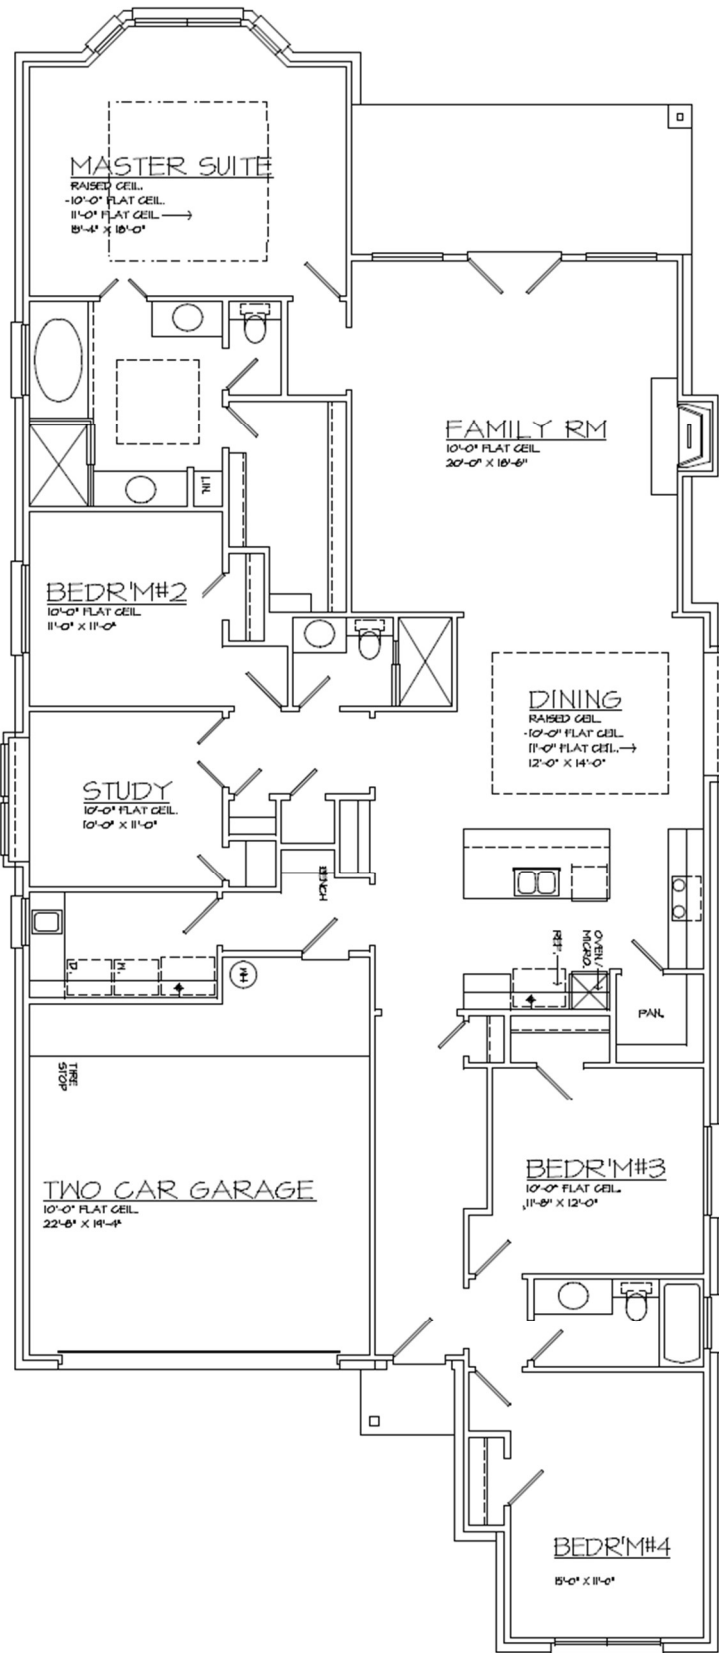 MASTER SUITE
RAISED CEIL.
-10'-0" FLAT CEIL.
11'-0" FLAT CEIL.
15'-4" X 18'-0"
FAMILY RM
10'-0" FLAT CEIL.
20'-0" X 18'-6"
LIN.
BEDR'M#2
10'-0" FLAT CEIL.
11'-0" X 11'-0"
DINING
RAISED CEIL.
-10'-0" FLAT CEIL.
11'-0" FLAT CEIL.
12'-0" X 14'-0"
STUDY
10'-0" FLAT CEIL.
10'-0" X 11'-0"
BENCH
REF.
OVEN/
MICRO.
D.
WH
PAN.
TIRE
STOP
BEDR'M#3
10'-0" FLAT CEIL.
11'-8" X 12'-0"
TWO CAR GARAGE
10'-0" FLAT CEIL.
22'-8" X 19'-4"
BEDR'M#4
15'-0" X 11'-0"